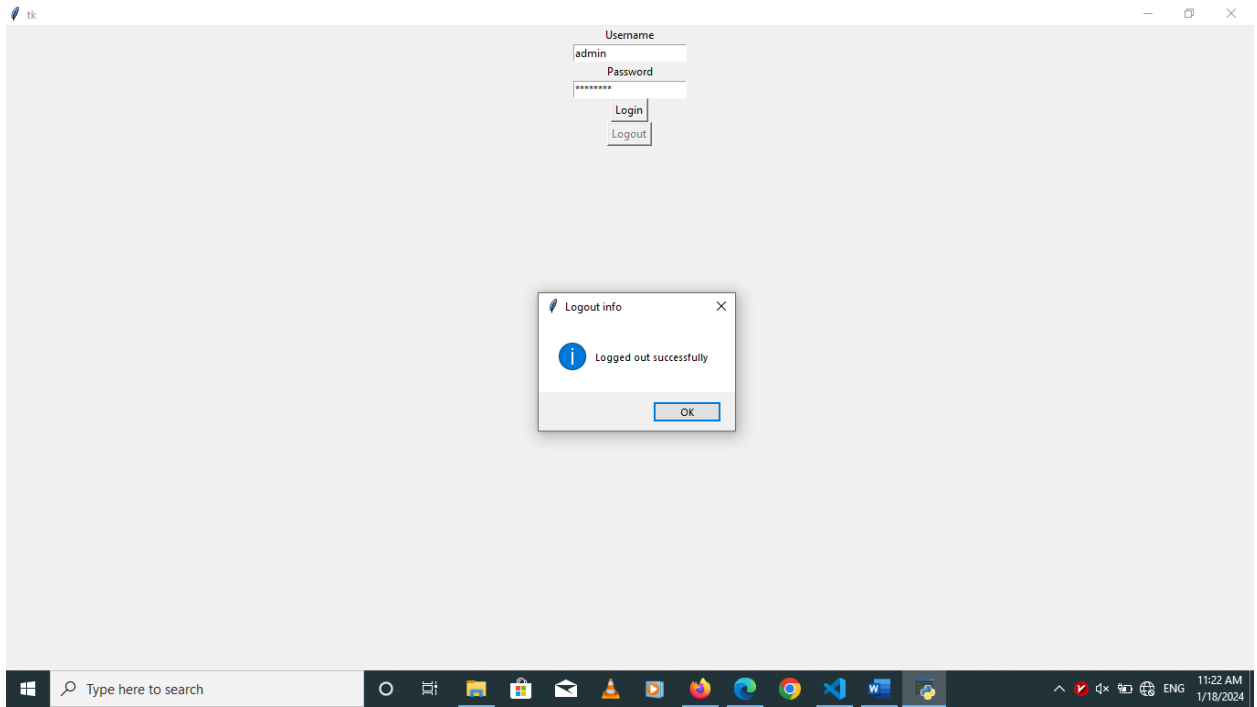 tk
Username
admin
Password
********
Login
Logout
Logout info
Logged out successfully
OK
Type here to search
ENG
11:22 AM
1/18/2024